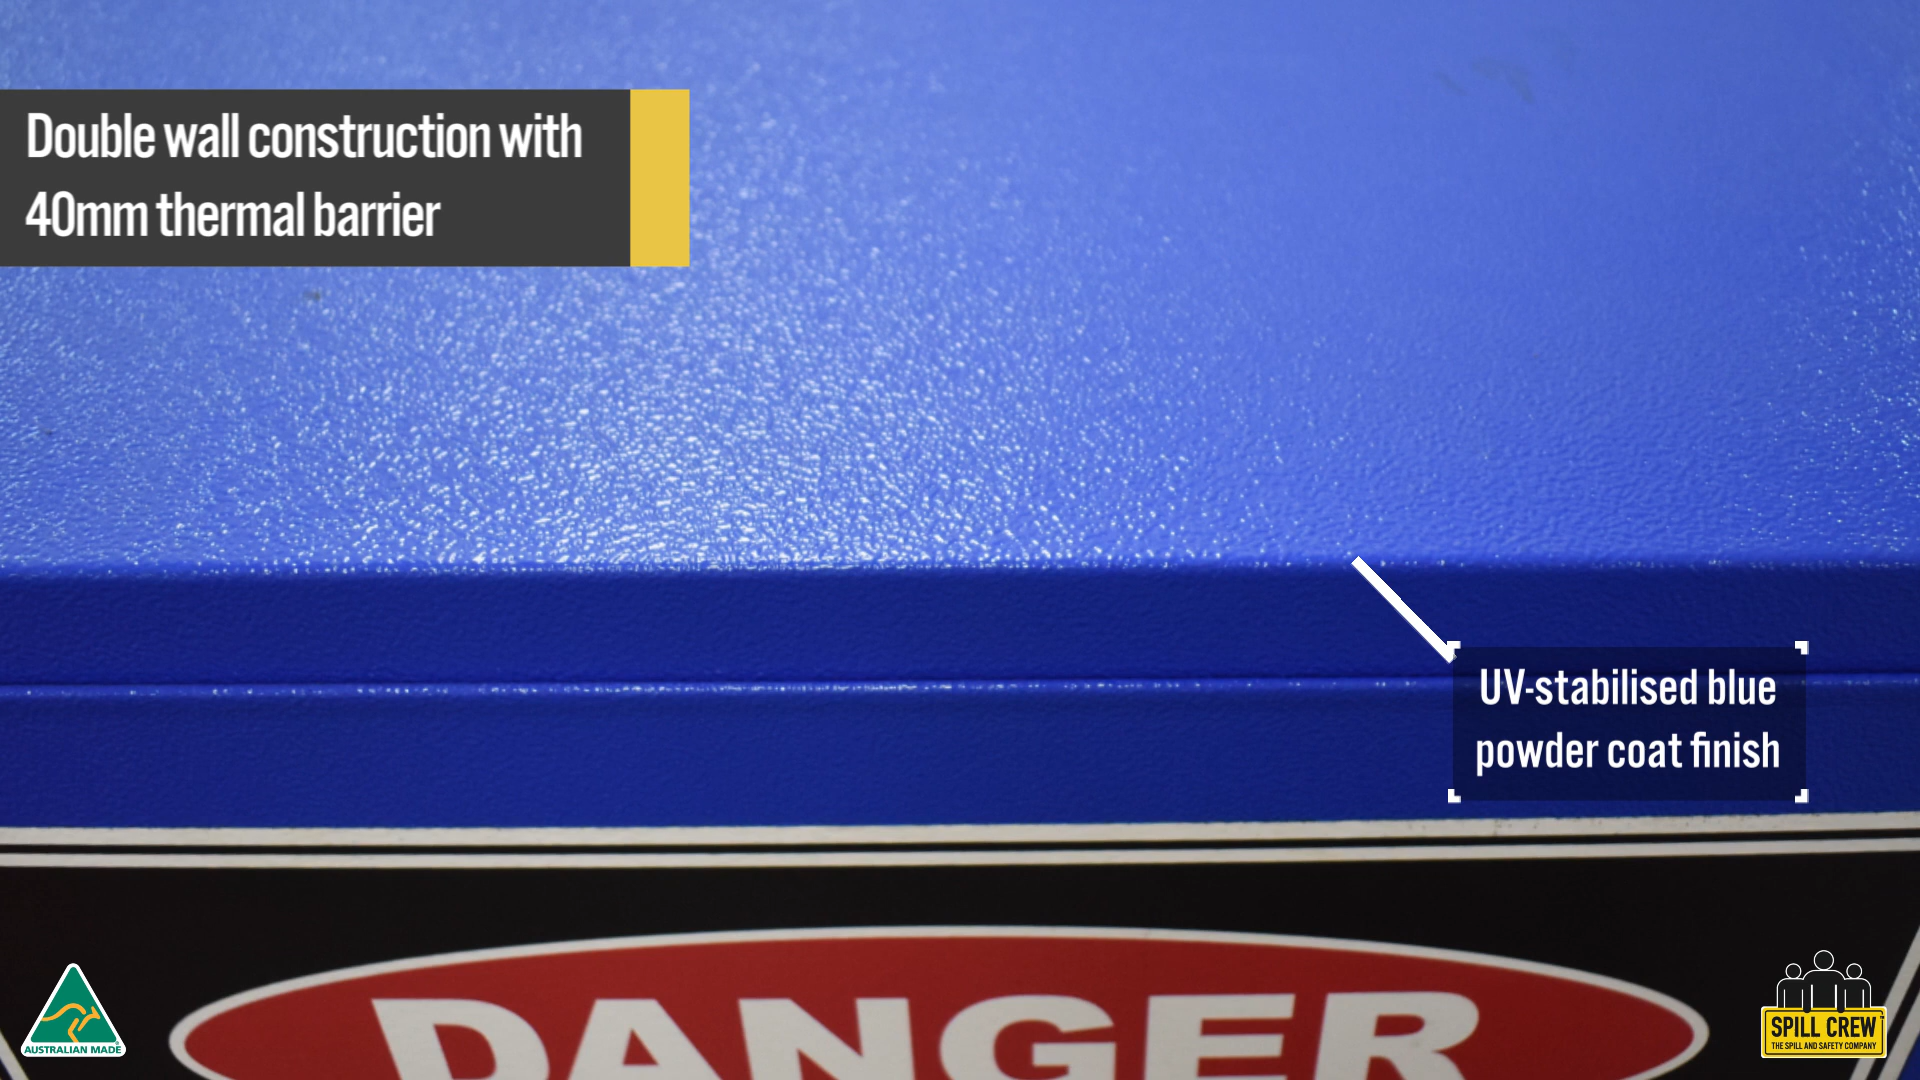 Double wall construction with
40mm thermal barrier
UV-stabilised blue
powder coat finish
DANGER
AUSTRALIAN MADE
SPILL CREW
THE SPILL AND SAFETY COMPANY